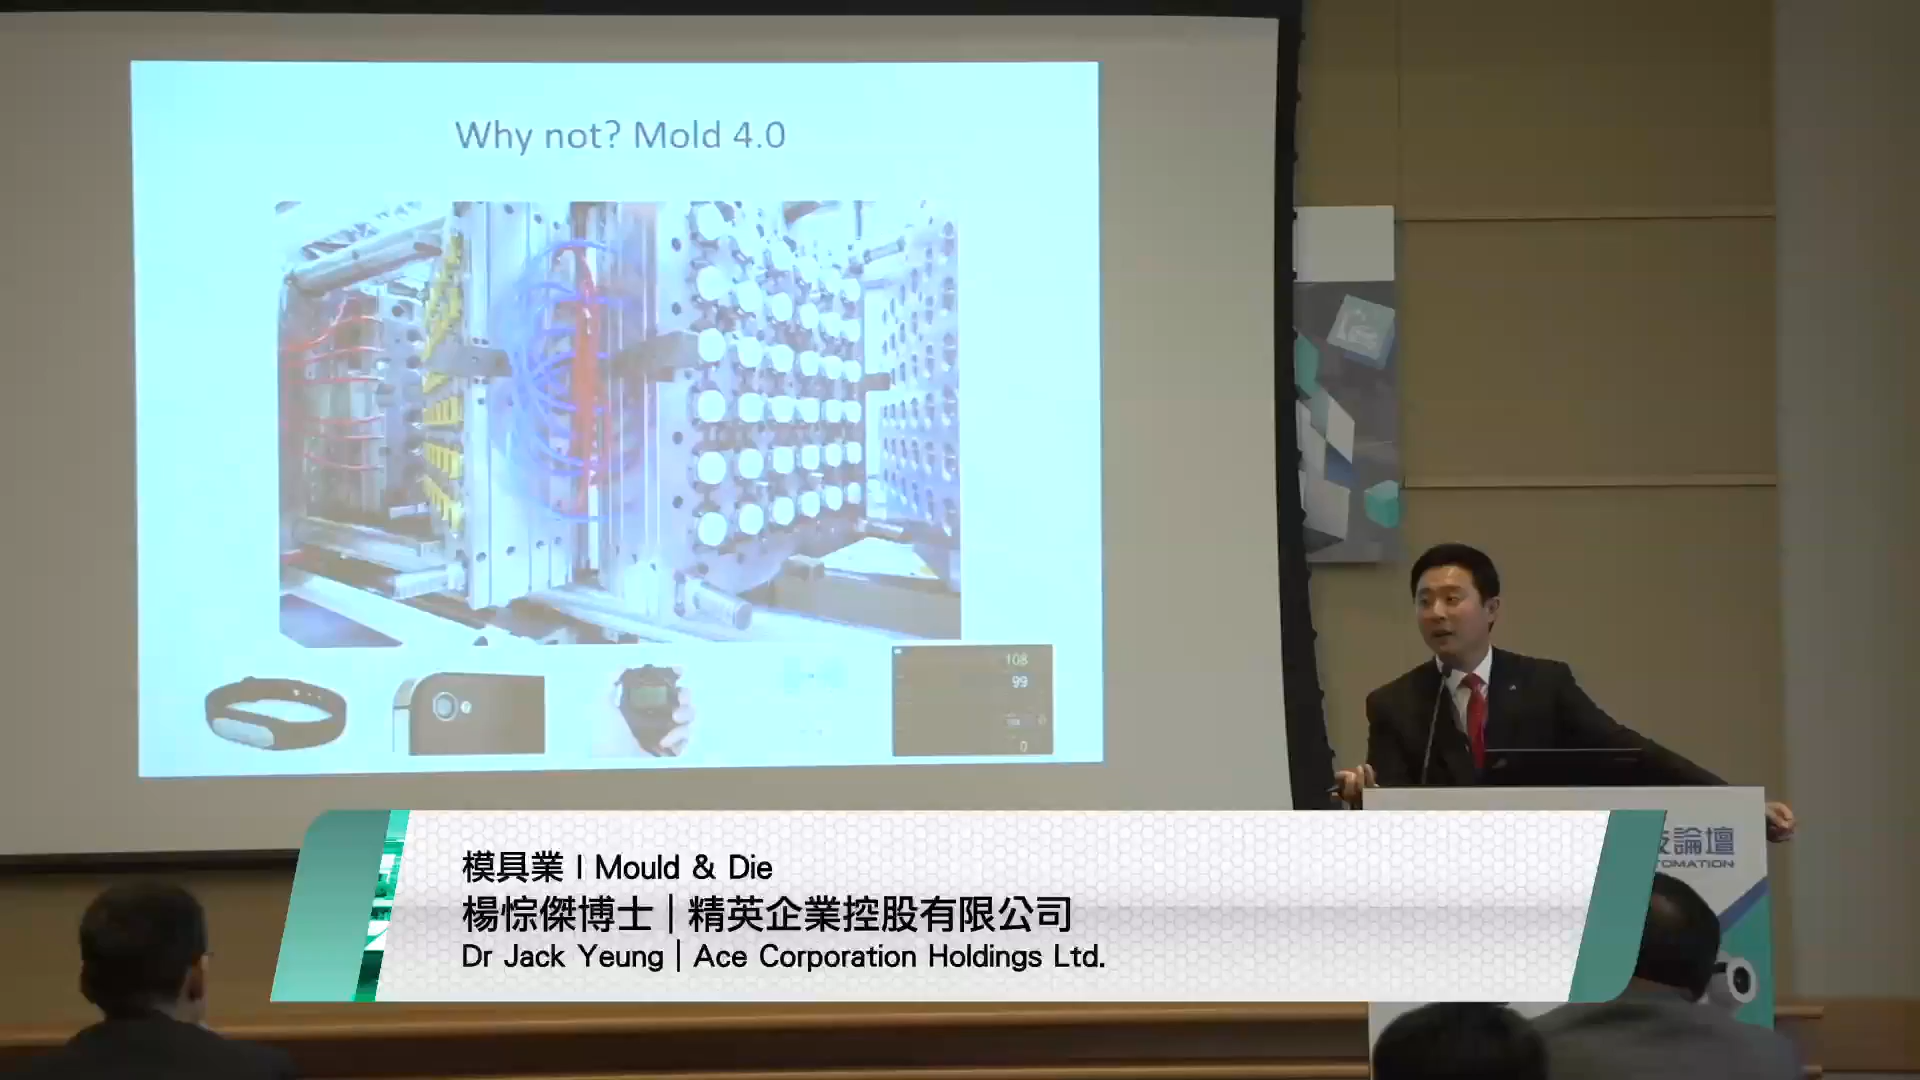 Why not? Mold 4.0
108
99
0
論壇
TOMATION
模具業 | Mould & Die
楊悰傑博士 | 精英企業控股有限公司
Dr Jack Yeung | Ace Corporation Holdings Ltd.